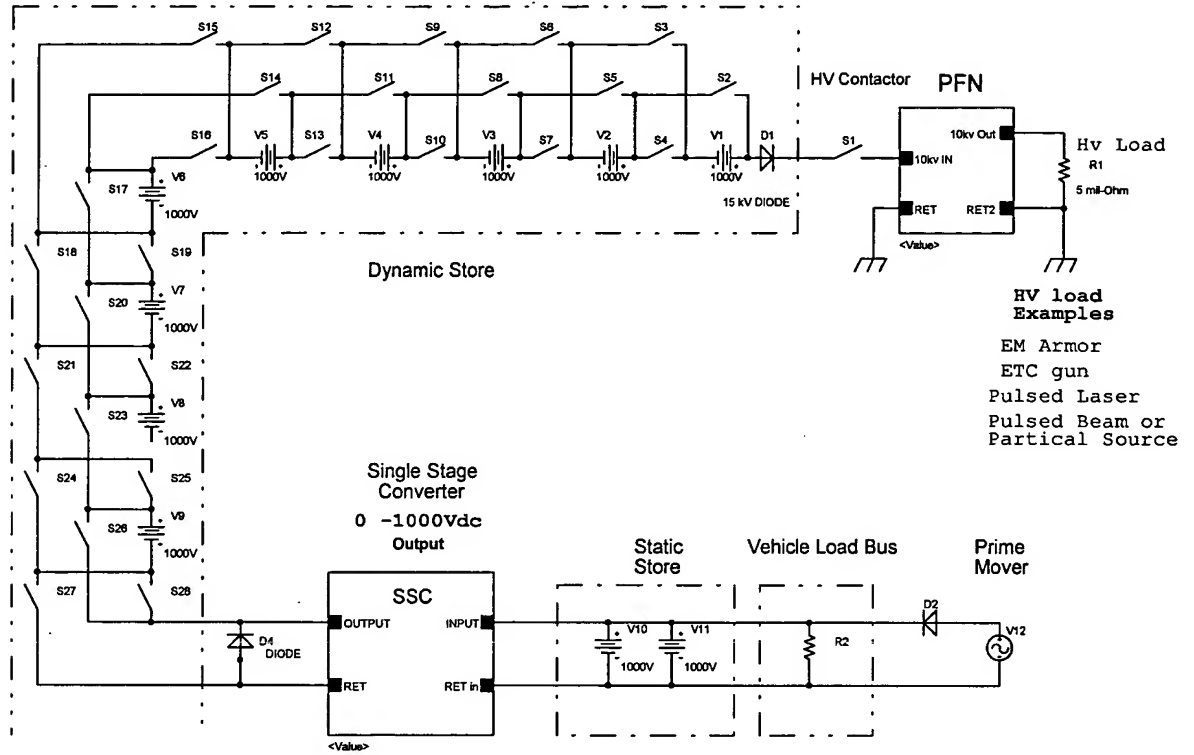 S15 S12 S9 S6 S3
HV Contactor
PFN
S14 S11 S8 S5 S2
S16 V5 S13 V4 S10 V3 S7 V2 S4 V1 D1 S1
+ - + - + - + - + -
1000V 1000V 1000V 1000V 1000V
15 kV DIODE
10kv Out
10kv IN
RET RET2
<Value>
Hv Load
R1
5 mil-Ohm
HV load
Examples
EM Armor
ETC gun
Pulsed Laser
Pulsed Beam or
Partical Source
Dynamic Store
S17 V6
+
-
1000V
S18 S19
S20 V7
+
-
1000V
S21 S22
S23 V8
+
-
1000V
S24 S25
S26 V9
+
-
1000V
S27 S28
D4
DIODE
Single Stage
Converter
0 -1000Vdc
Output
SSC
OUTPUT INPUT
RET RET in
<Value>
Static
Store
V10 V11
+ +
- -
1000V 1000V
Vehicle Load Bus
R2
Prime
Mover
D2
V12